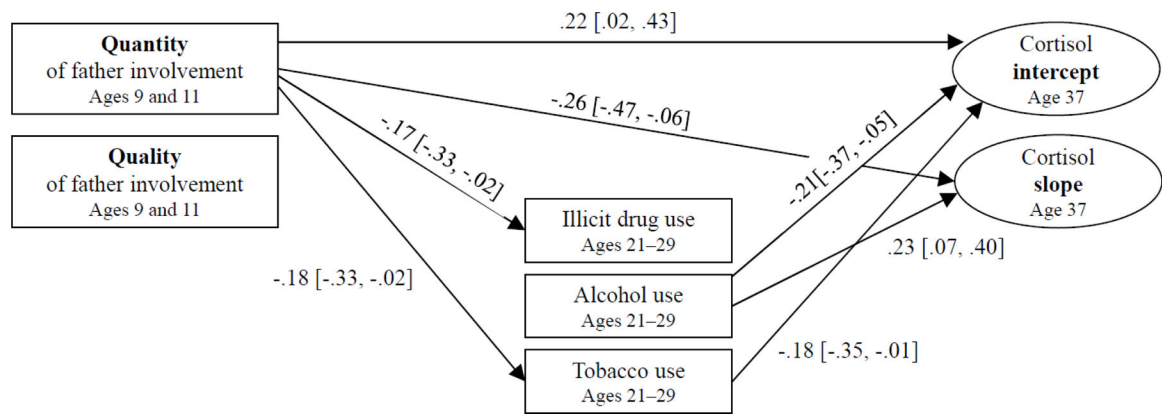 Quantity
of father involvement
Ages 9 and 11
.22 [.02, .43]
Cortisol
intercept
Age 37
-.26 [-.47, -.06]
-.17 [-.33, -.02]
-.21[-.37, -.05]
Quality
of father involvement
Ages 9 and 11
Cortisol
slope
Age 37
Illicit drug use
Ages 21–29
.23 [.07, .40]
-.18 [-.33, -.02]
Alcohol use
Ages 21–29
-.18 [-.35, -.01]
Tobacco use
Ages 21–29